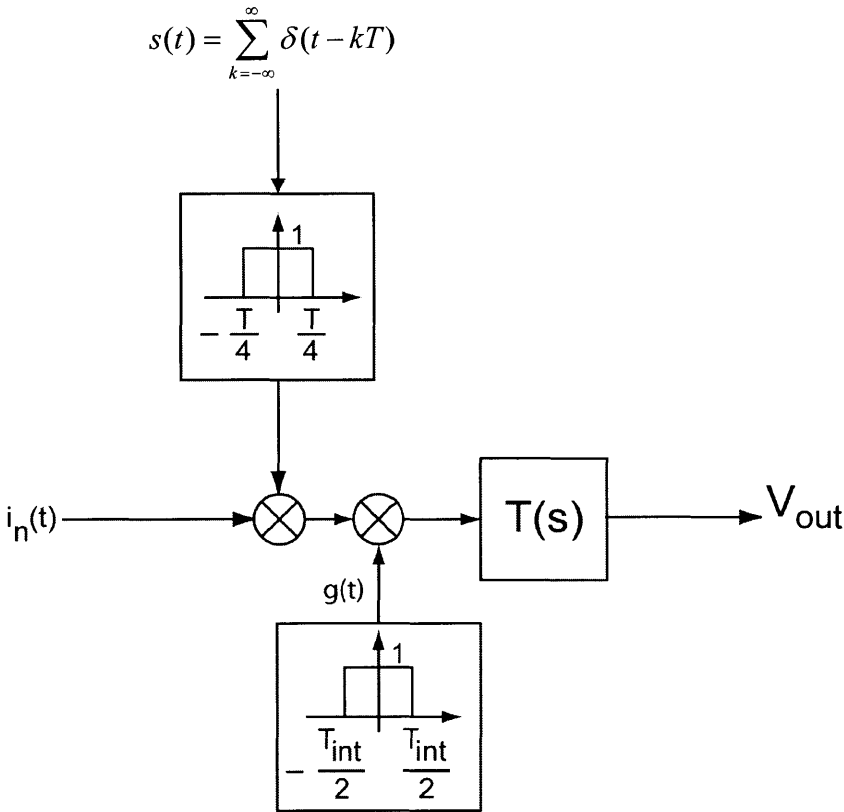 s(t) = ∑ δ(t − kT)
∞
k=−∞
1
− T/4 T/4
i_n(t)
T(s)
V_out
g(t)
1
− T_int/2 T_int/2